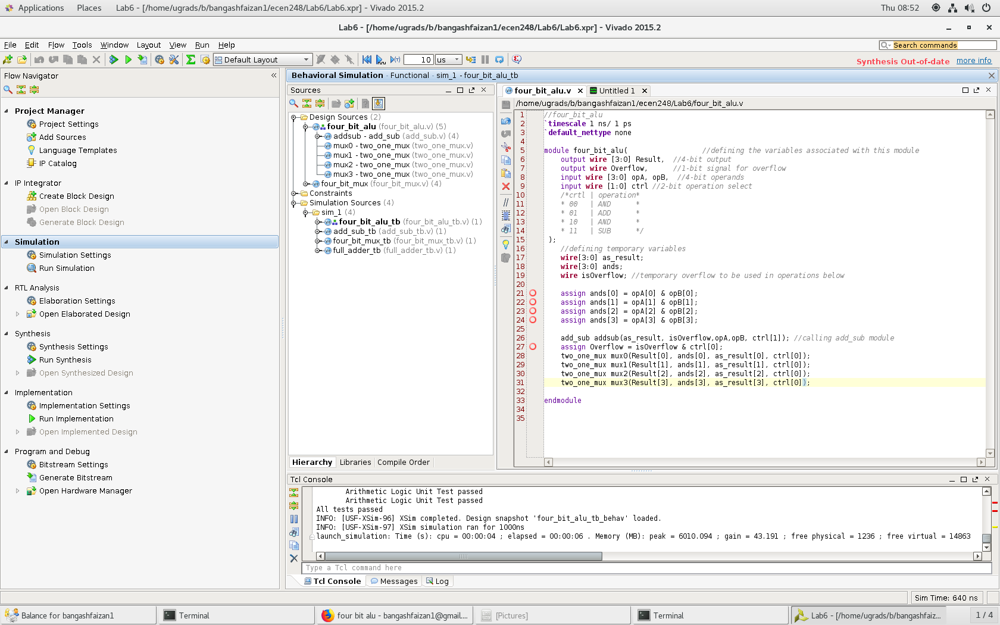 Applications Places Lab6 - [/home/ugrads/b/bangashfaizan1/ecen248/Lab6/Lab6.xpr] - Vivado 2015.2 Thu 08:52
Lab6 - [/home/ugrads/b/bangashfaizan1/ecen248/Lab6/Lab6.xpr] - Vivado 2015.2
File Edit Flow Tools Window Layout View Run Help Search commands
Default Layout 10 us Synthesis Out-of-date more info
Flow Navigator
Project Manager
Project Settings
Add Sources
Language Templates
IP Catalog
IP Integrator
Create Block Design
Open Block Design
Generate Block Design
Simulation
Simulation Settings
Run Simulation
RTL Analysis
Elaboration Settings
Open Elaborated Design
Synthesis
Synthesis Settings
Run Synthesis
Open Synthesized Design
Implementation
Implementation Settings
Run Implementation
Open Implemented Design
Program and Debug
Bitstream Settings
Generate Bitstream
Open Hardware Manager
Behavioral Simulation - Functional - sim_1 - four_bit_alu_tb
Sources
Design Sources (2)
four_bit_alu (four_bit_alu.v) (5)
addsub - add_sub (add_sub.v) (4)
mux0 - two_one_mux (two_one_mux.v)
mux1 - two_one_mux (two_one_mux.v)
mux2 - two_one_mux (two_one_mux.v)
mux3 - two_one_mux (two_one_mux.v)
four_bit_mux (four_bit_mux.v) (4)
Constraints
Simulation Sources (4)
sim_1 (4)
four_bit_alu_tb (four_bit_alu_tb.v) (1)
add_sub_tb (add_sub_tb.v) (1)
four_bit_mux_tb (four_bit_mux_tb.v) (1)
full_adder_tb (full_adder_tb.v) (1)
Hierarchy Libraries Compile Order
four_bit_alu.v Untitled 1
/home/ugrads/b/bangashfaizan1/ecen248/Lab6/four_bit_alu.v
1 //four_bit_alu
2 `timescale 1 ns/ 1 ps
3 `default_nettype none
4
5 module four_bit_alu( //defining the variables associated with this module
6 output wire [3:0] Result, //4-bit output
7 output wire Overflow, //1-bit signal for overflow
8 input wire [3:0] opA, opB, //4-bit operands
9 input wire [1:0] ctrl //2-bit operation select
10 /*crtl | operation*
11 * 00 | AND *
12 * 01 | ADD *
13 * 10 | AND *
14 * 11 | SUB */
15 );
16 //defining temporary variables
17 wire[3:0] as_result;
18 wire[3:0] ands;
19 wire isOverflow; //temporary overflow to be used in operations below
20
21 assign ands[0] = opA[0] & opB[0];
22 assign ands[1] = opA[1] & opB[1];
23 assign ands[2] = opA[2] & opB[2];
24 assign ands[3] = opA[3] & opB[3];
25
26 add_sub addsub(as_result, isOverflow,opA,opB, ctrl[1]); //calling add_sub module
27 assign Overflow = isOverflow & ctrl[0];
28 two_one_mux mux0(Result[0], ands[0], as_result[0], ctrl[0]);
29 two_one_mux mux1(Result[1], ands[1], as_result[1], ctrl[0]);
30 two_one_mux mux2(Result[2], ands[2], as_result[2], ctrl[0]);
31 two_one_mux mux3(Result[3], ands[3], as_result[3], ctrl[0]);
32
33 endmodule
34
35
Tcl Console
Arithmetic Logic Unit Test passed
Arithmetic Logic Unit Test passed
All tests passed
INFO: [USF-XSim-96] XSim completed. Design snapshot 'four_bit_alu_tb_behav' loaded.
INFO: [USF-XSim-97] XSim simulation ran for 1000ns
launch_simulation: Time (s): cpu = 00:00:04 ; elapsed = 00:00:06 . Memory (MB): peak = 6010.094 ; gain = 43.191 ; free physical = 1236 ; free virtual = 14863
Type a Tcl command here
Tcl Console Messages Log
Sim Time: 640 ns
Balance for bangashfaizan1 Terminal four bit alu - bangashfaizan1@gmail.... [Pictures] Terminal Lab6 - [/home/ugrads/b/bangashfaiz... 1 / 4